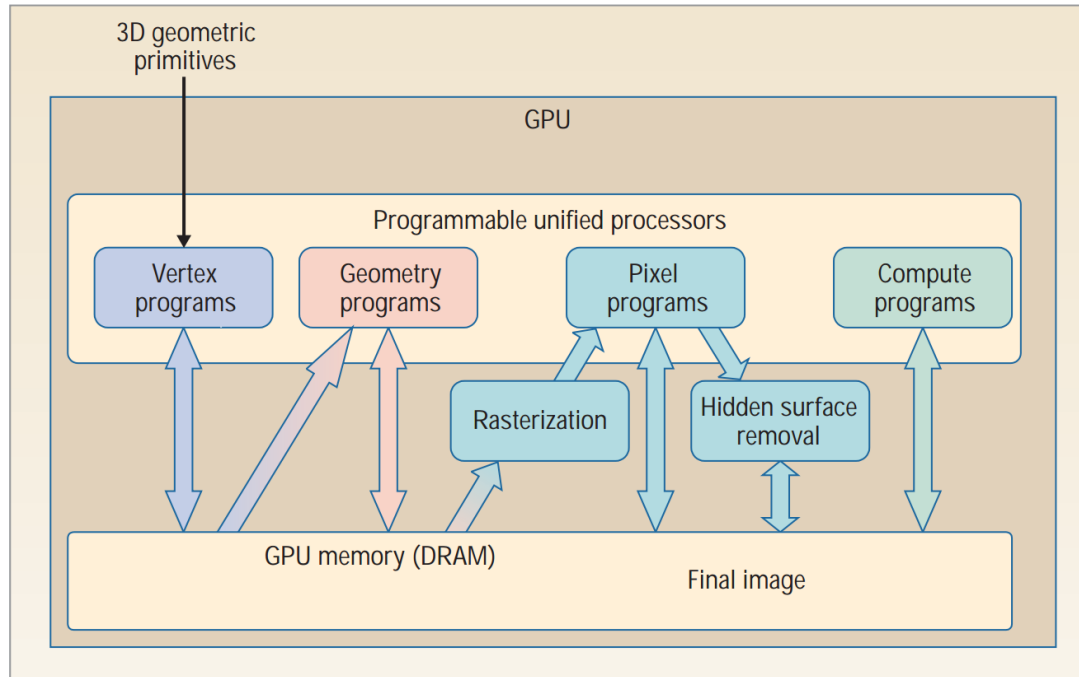 3D geometric
primitives
GPU
Programmable unified processors
Vertex
programs
Geometry
programs
Pixel
programs
Compute
programs
Rasterization
Hidden surface
removal
GPU memory (DRAM)
Final image